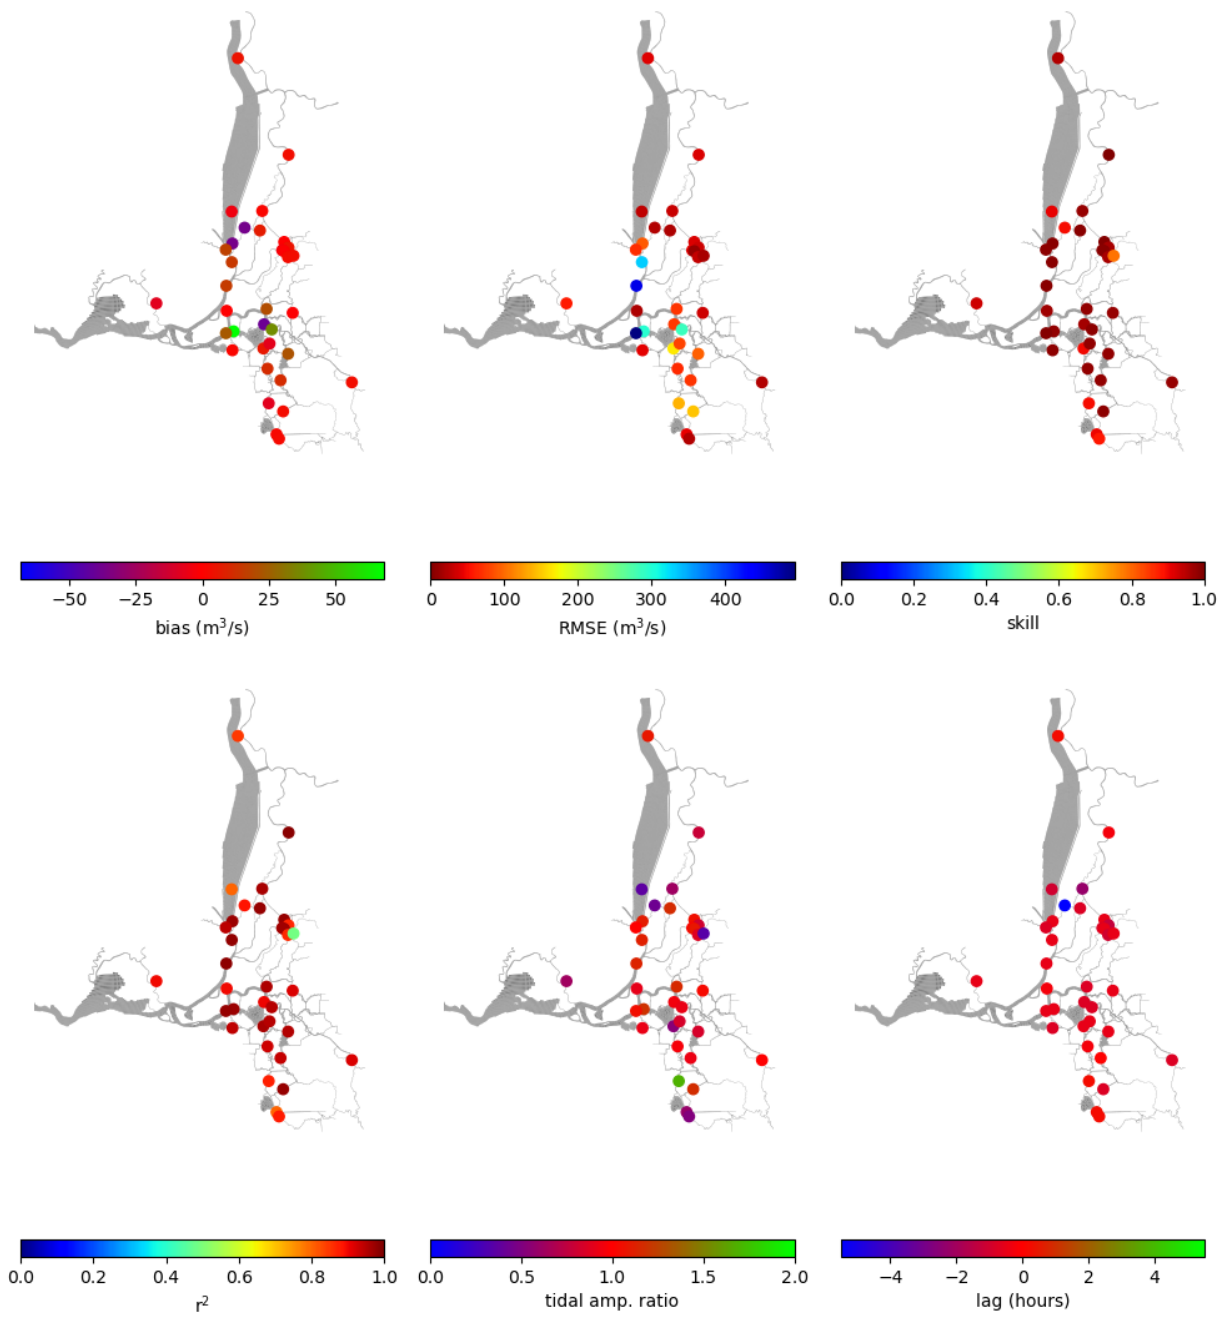 −50 −25 0 25 50
bias (m³/s)
0 100 200 300 400
RMSE (m³/s)
0.0 0.2 0.4 0.6 0.8 1.0
skill
0.0 0.2 0.4 0.6 0.8 1.0
r²
0.0 0.5 1.0 1.5 2.0
tidal amp. ratio
−4 −2 0 2 4
lag (hours)